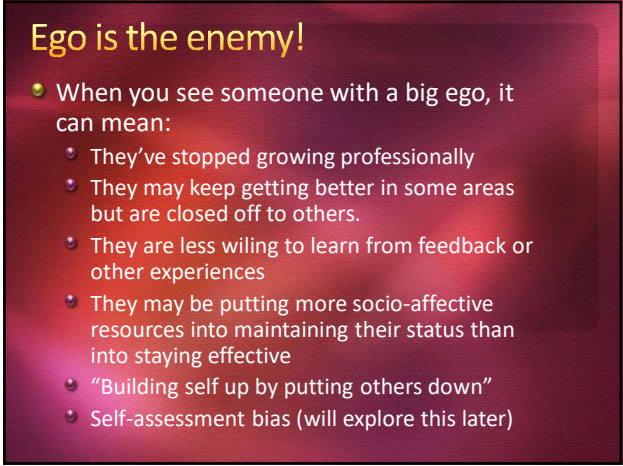 Ego is the enemy!
When you see someone with a big ego, it
can mean:
They’ve stopped growing professionally
They may keep getting better in some areas
but are closed off to others.
They are less wiling to learn from feedback or
other experiences
They may be putting more socio-affective
resources into maintaining their status than
into staying effective
“Building self up by putting others down”
Self-assessment bias (will explore this later)